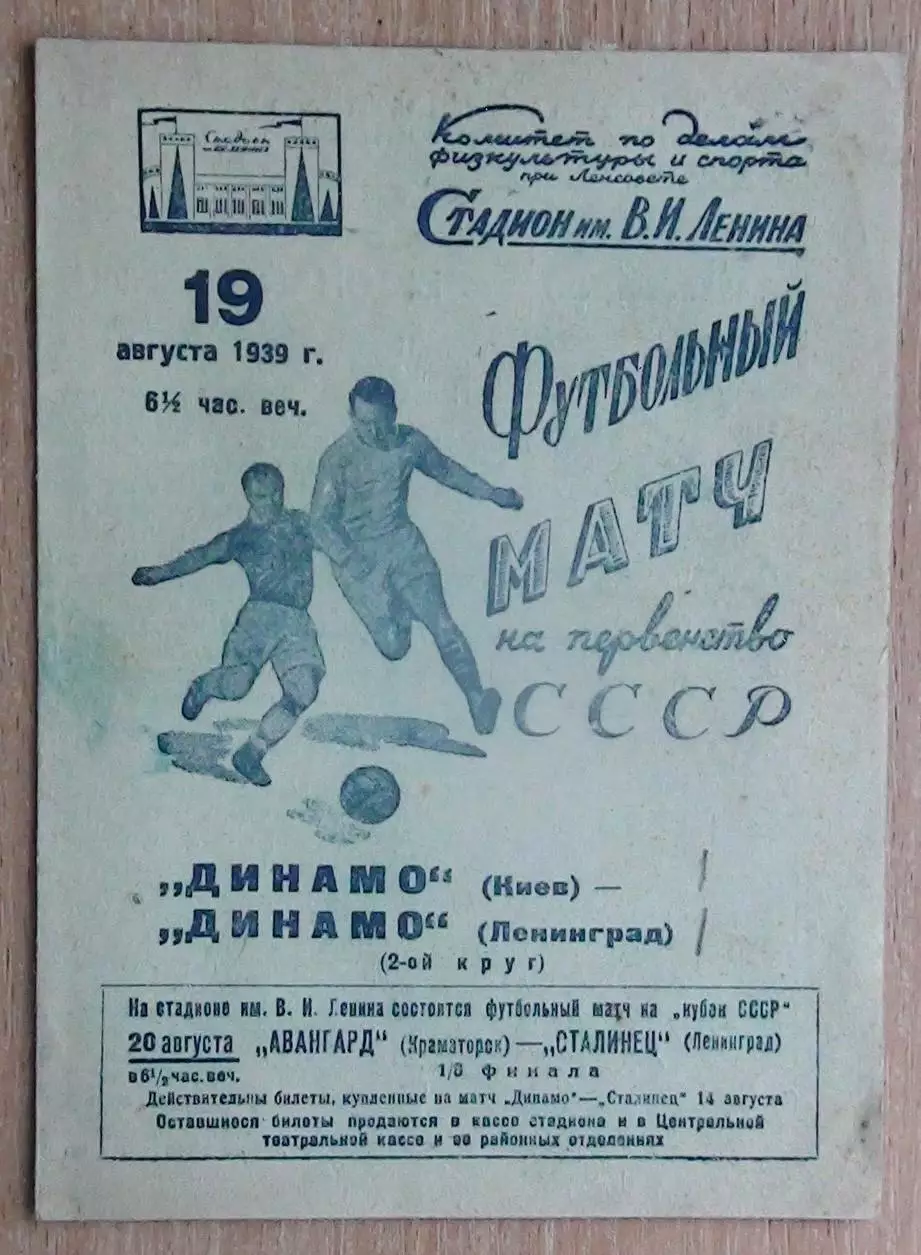 Стадион
им. Ленина
Комитет по делам
физкультуры и спорта
при Ленсовете
Стадион им. В.И. Ленина
19
августа 1939 г.
6½ час. веч.
Футбольный
матч
на первенство
СССР
„ДИНАМО“ (Киев) — 1
„ДИНАМО“ (Ленинград) 1
(2-ой круг)
На стадионе им. В. И. Ленина состоится футбольный матч на „кубок СССР“
20 августа „АВАНГАРД“ (Краматорск)—„СТАЛИНЕЦ“ (Ленинград)
в 6½ час. веч. 1/8 финала
Действительны билеты, купленные на матч „Динамо“—„Сталинец“ 14 августа
Оставшиеся билеты продаются в кассе стадиона и в Центральной
театральной кассе и ее районных отделениях